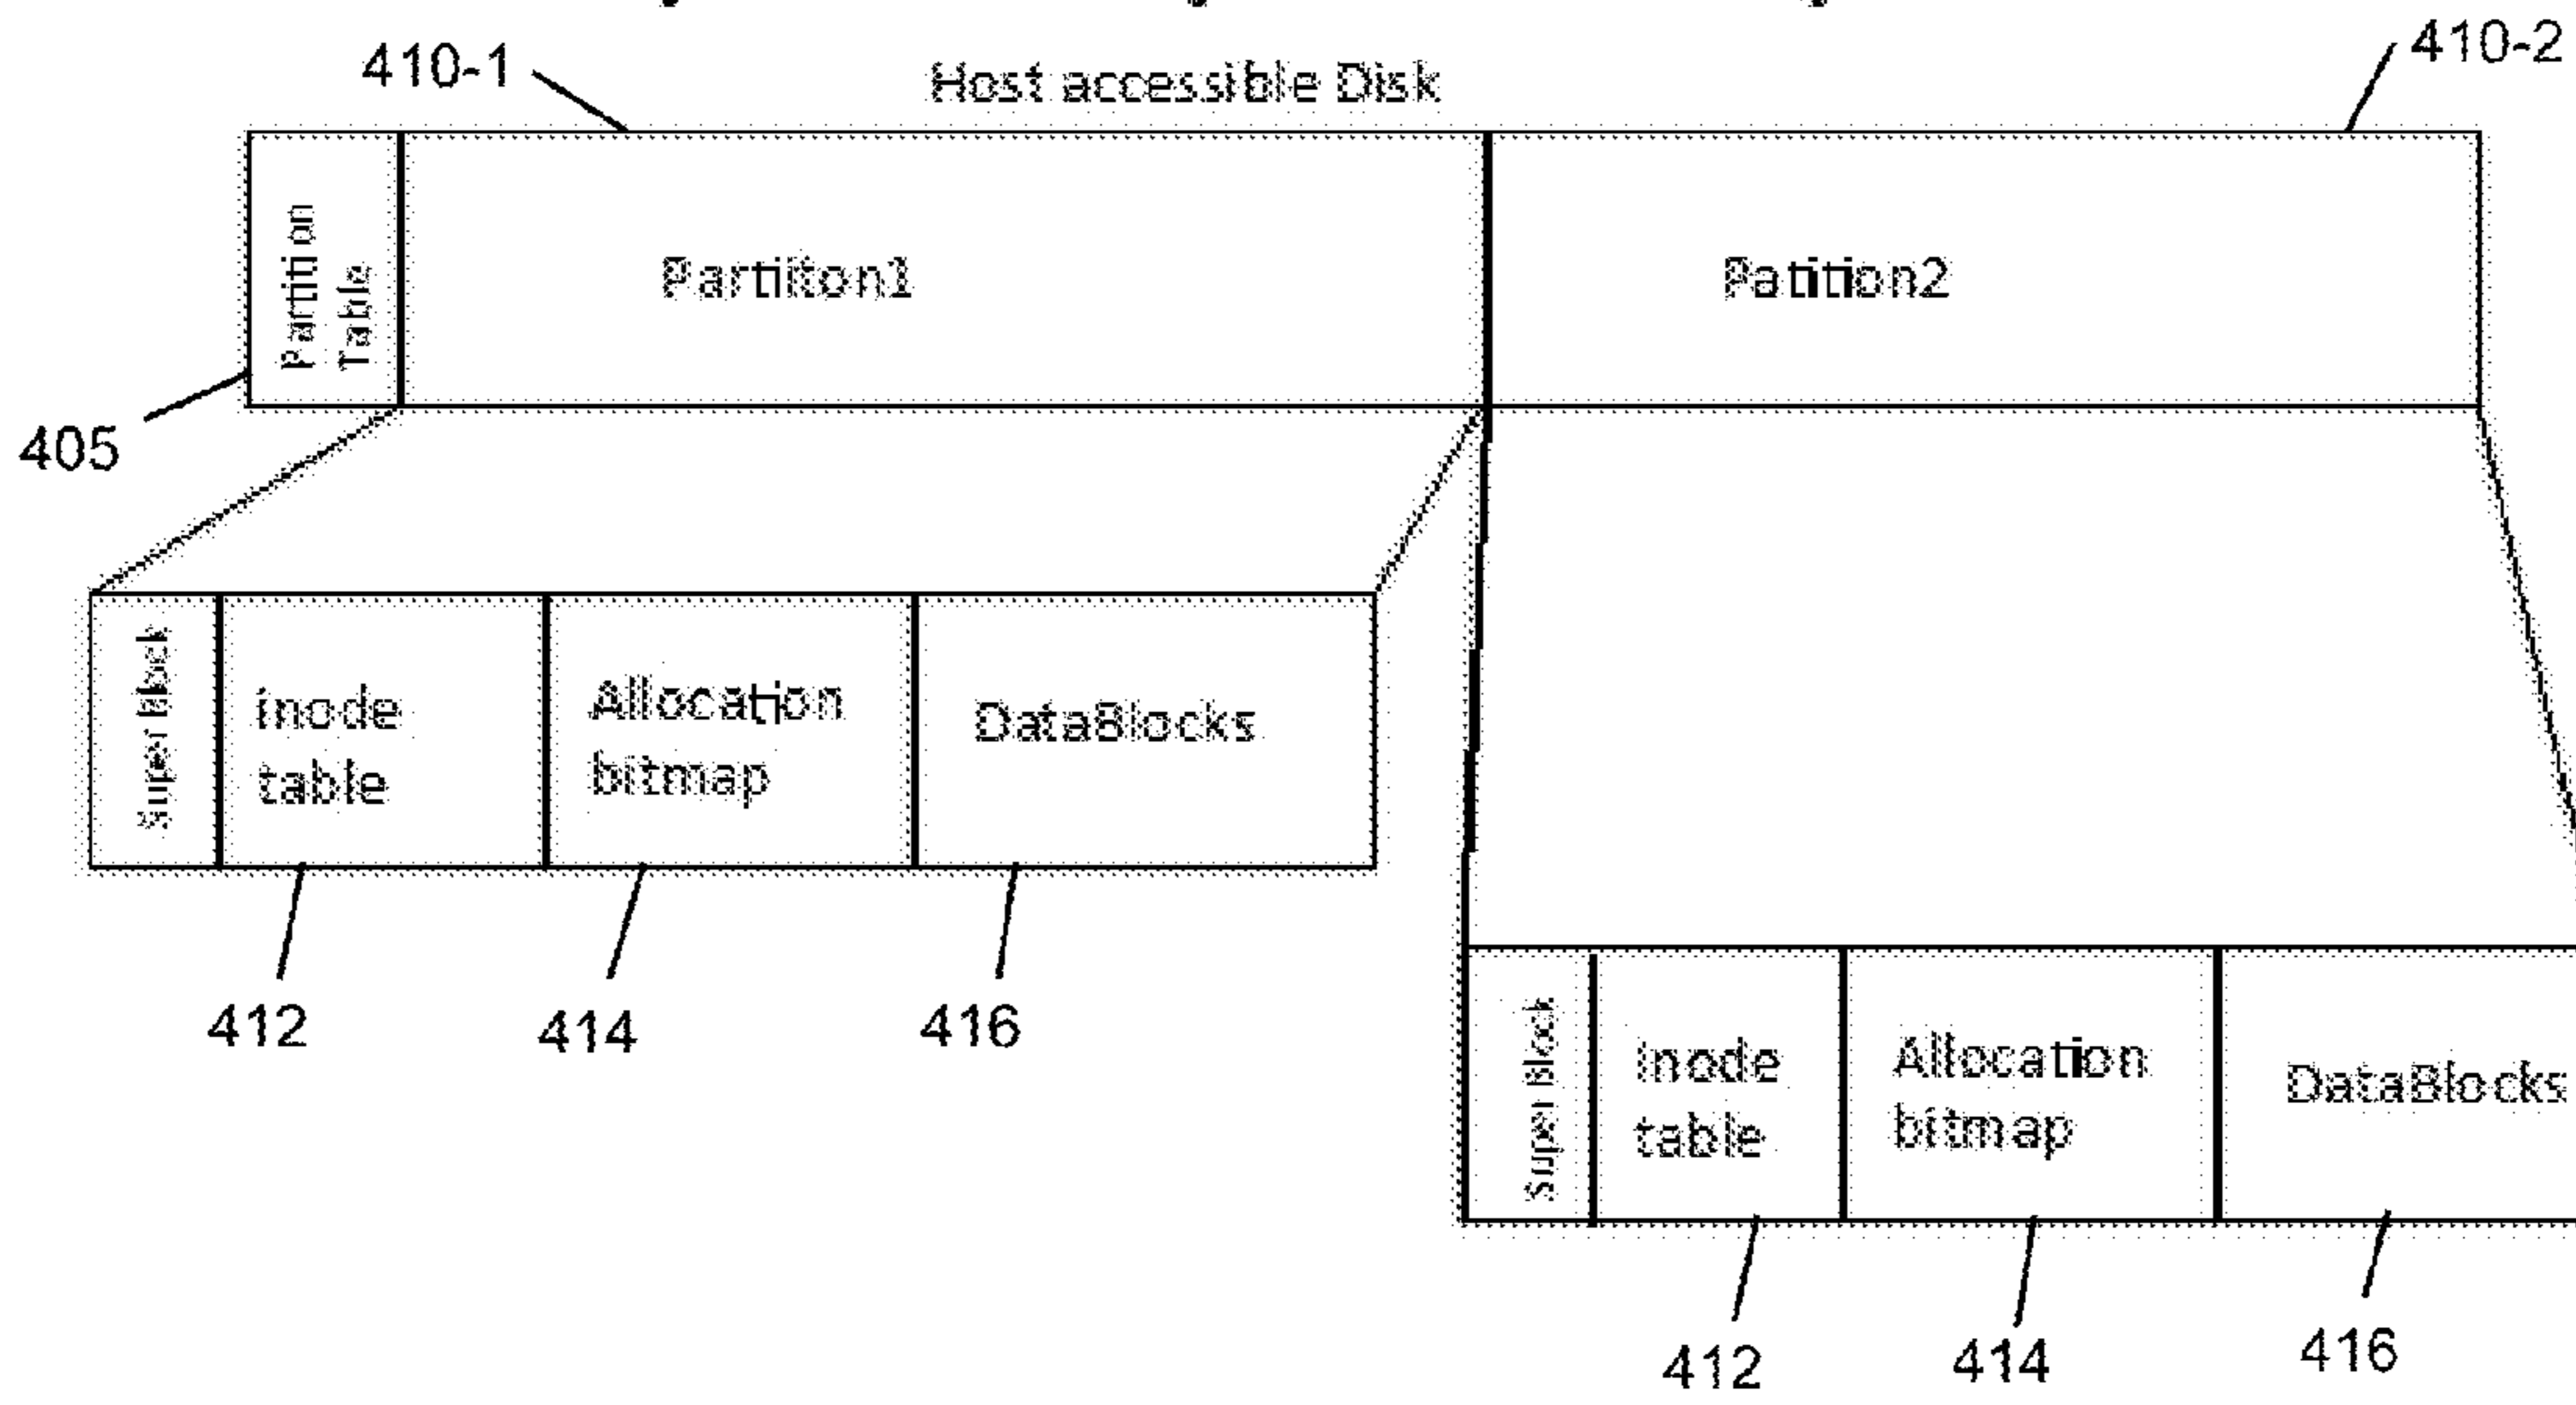 410-1
Host accessible Disk
410-2
Partition
Table
Partiiton1
Patition2
405
Super Block
inode
table
Allocation
bitmap
DataBlocks
412
414
416
Super Block
Inode
table
Allocation
bitmap
DataBlocks
412
414
416